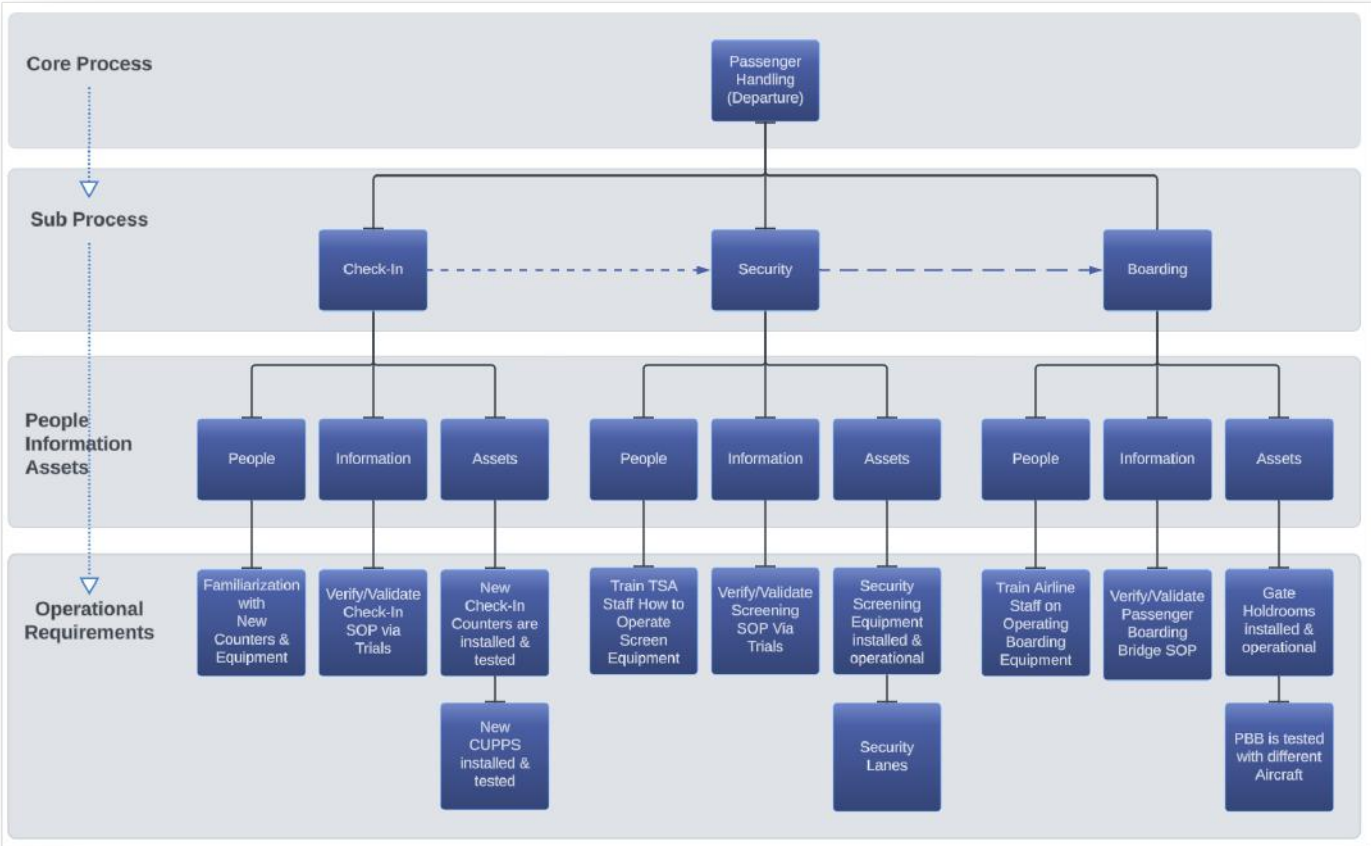 Core Process
Passenger
Handling
(Departure)
Sub Process
Check-In
Security
Boarding
People
Information
Assets
People
Information
Assets
People
Information
Assets
People
Information
Assets
Operational
Requirements
Familiarization
with
New
Counters &
Equipment
Verify/Validate
Check-In
SOP via
Trials
New
Check-In
Counters are
installed &
tested
Train TSA
Staff How to
Operate
Screen
Equipment
Verify/Validate
Screening
SOP Via
Trials
Security
Screening
Equipment
installed &
operational
Train Airline
Staff on
Operating
Boarding
Equipment
Verify/Validate
Passenger
Boarding
Bridge SOP
Gate
Holdrooms
installed &
operational
New
CUPPS
installed &
tested
Security
Lanes
PBB is tested
with different
Aircraft